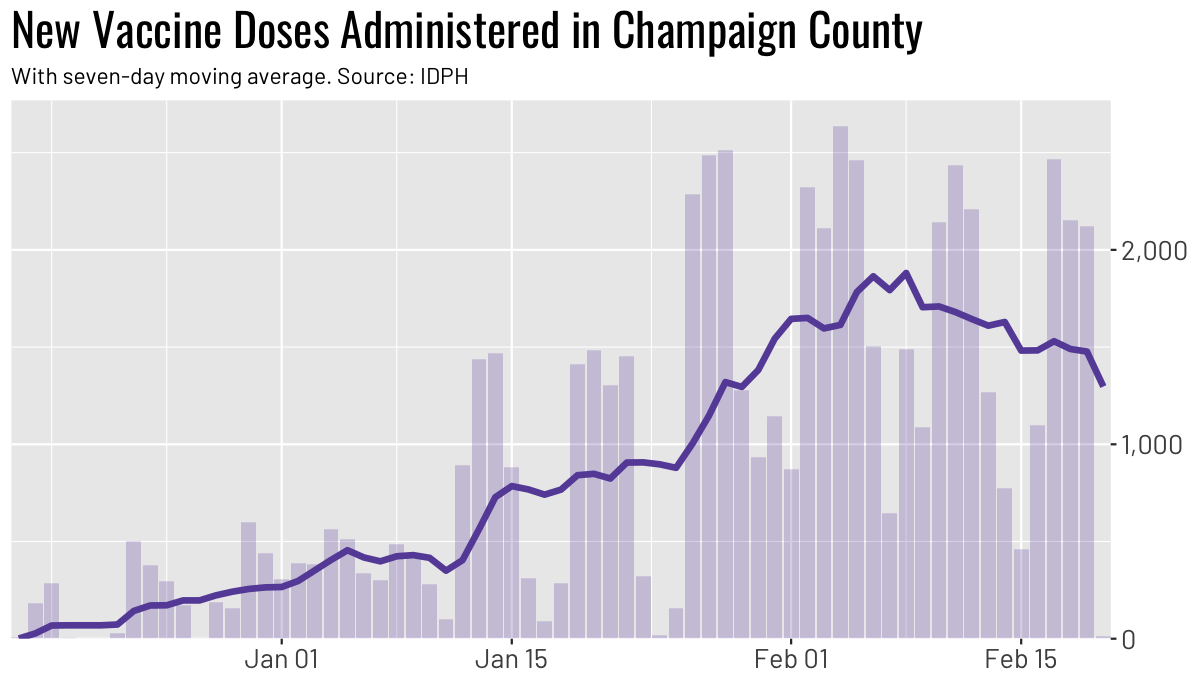 New Vaccine Doses Administered in Champaign County
With seven-day moving average. Source: IDPH
2,000
1,000
0
Jan 01 Jan 15 Feb 01 Feb 15